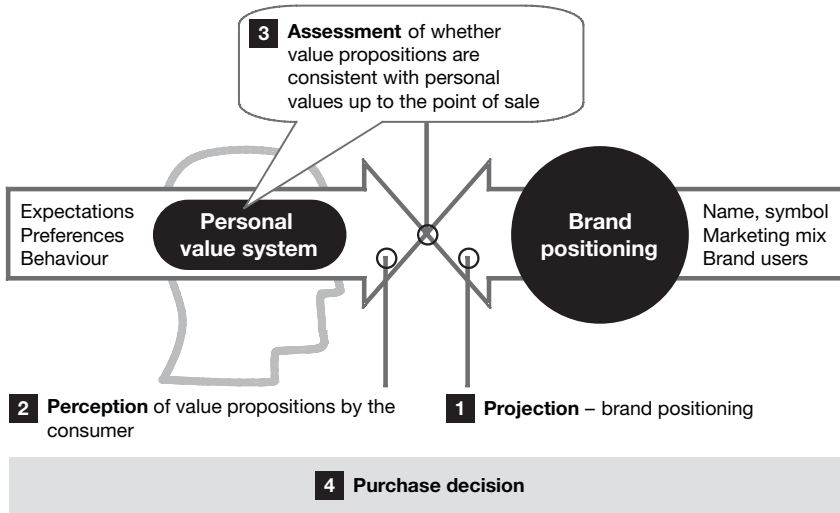 3 Assessment of whether
value propositions are
consistent with personal
values up to the point of sale
Expectations
Preferences
Behaviour
Personal
value system
Brand
positioning
Name, symbol
Marketing mix
Brand users
2 Perception of value propositions by the
consumer
1 Projection – brand positioning
4 Purchase decision